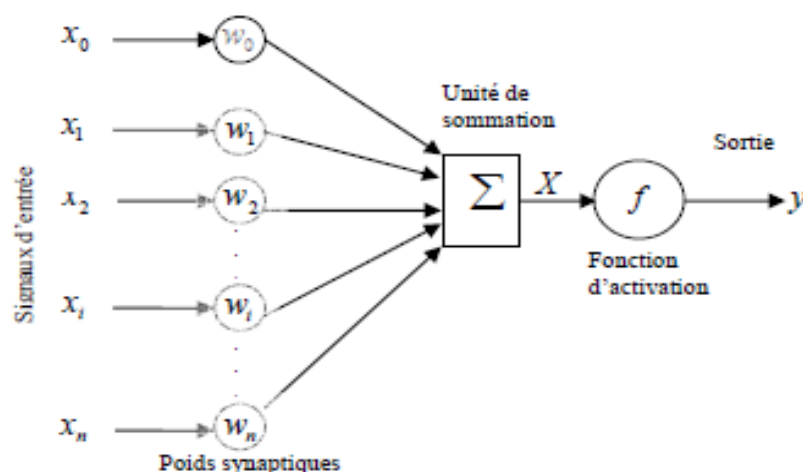 x₀ w₀
Unité de
sommation
x₁ w₁
Sortie
x₂ w₂ Σ X f y
Signaux d'entrée
Fonction
d'activation
xᵢ wᵢ
xₙ wₙ
Poids synaptiques